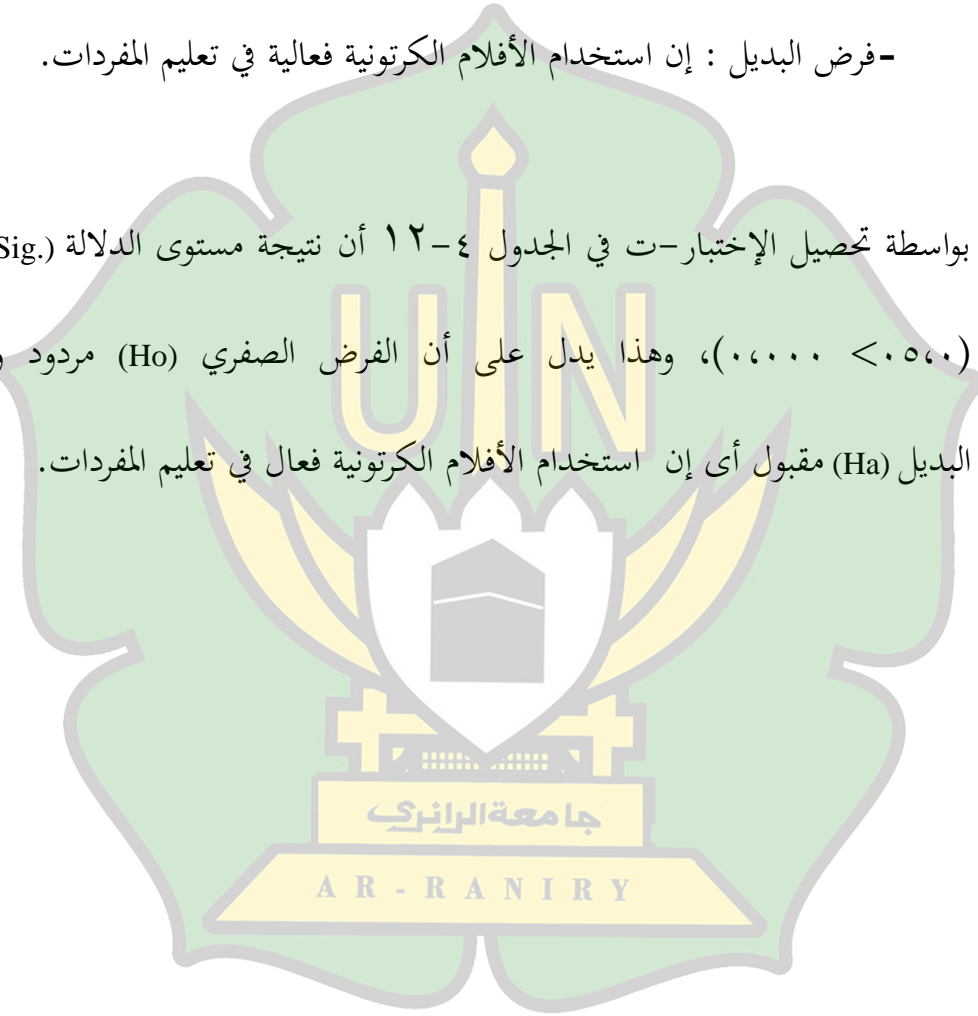 -فرض البديل : إن استخدام الأفلام الكرتونية فعالية في تعليم المفردات.
بواسطة تحصيل الإختبار-ت في الجدول ٤-١٢ أن نتيجة مستوى الدلالة (Sig.
(٠،٠٠٠ <٠،٠٥)، وهذا يدل على أن الفرض الصفري (Ho) مردود و
البديل (Ha) مقبول أى إن استخدام الأفلام الكرتونية فعال في تعليم المفردات.
UIN
جامعة الرانري
AR-RANIRY